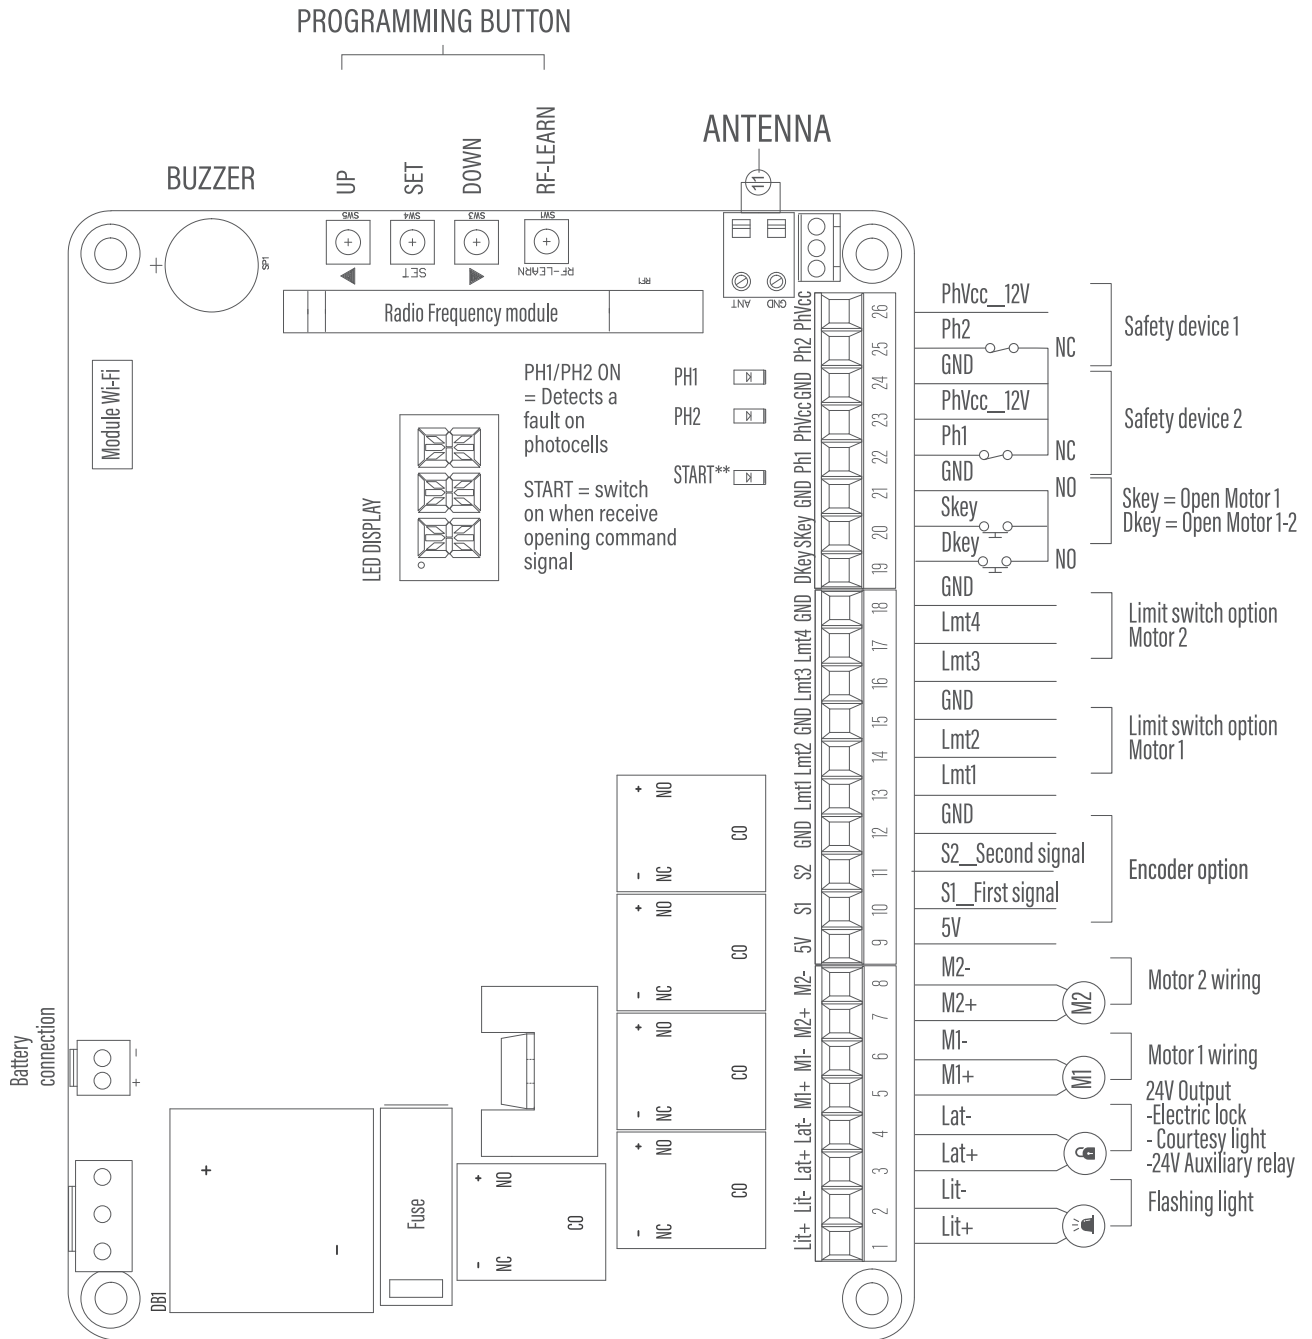 PROGRAMMING BUTTON
ANTENNA
11
BUZZER
UP
SET
DOWN
RF-LEARN
SW5
SW4
SW3
SW1
SET
RF-LEARN
+
SP1
RF1
ANT
GND
Radio Frequency module
Module Wi-Fi
PH1/PH2 ON
= Detects a
fault on
photocells
START = switch
on when receive
opening command
signal
PH1
PH2
START**
LED DISPLAY
PhVcc 26
Ph2 25
GND 24
PhVcc 23
Ph1 22
GND 21
SKey 20
DKey 19
GND 18
Lmt4 17
Lmt3 16
GND 15
Lmt2 14
Lmt1 13
GND 12
S2 11
S1 10
5V 9
M2- 8
M2+ 7
M1- 6
M1+ 5
Lat- 4
Lat+ 3
Lit- 2
Lit+ 1
PhVcc_12V
Ph2
NC
GND
Safety device 1
PhVcc_12V
Ph1
NC
GND
Safety device 2
NO
Skey
Dkey
NO
Skey = Open Motor 1
Dkey = Open Motor 1-2
GND
Lmt4
Lmt3
Limit switch option
Motor 2
GND
Lmt2
Lmt1
Limit switch option
Motor 1
GND
S2_Second signal
S1_First signal
5V
Encoder option
M2-
M2+
M2
Motor 2 wiring
M1-
M1+
M1
Motor 1 wiring
24V Output
-Electric lock
- Courtesy light
-24V Auxiliary relay
Lat-
Lat+
Lit-
Lit+
Flashing light
+ NO
CO
- NC
+ NO
CO
- NC
+ NO
CO
- NC
+ NO
CO
- NC
+ NO
CO
- NC
Battery
connection
-
+
+
-
DB1
Fuse